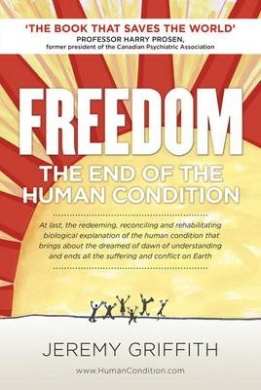 'THE BOOK THAT SAVES THE WORLD'
PROFESSOR HARRY PROSEN,
former president of the Canadian Psychiatric Association
FREEDOM
THE END OF THE
HUMAN CONDITION
At last, the redeeming, reconciling and rehabilitating
biological explanation of the human condition that
brings about the dreamed of dawn of understanding
and ends all the suffering and conflict on Earth
JEREMY GRIFFITH
www.HumanCondition.com